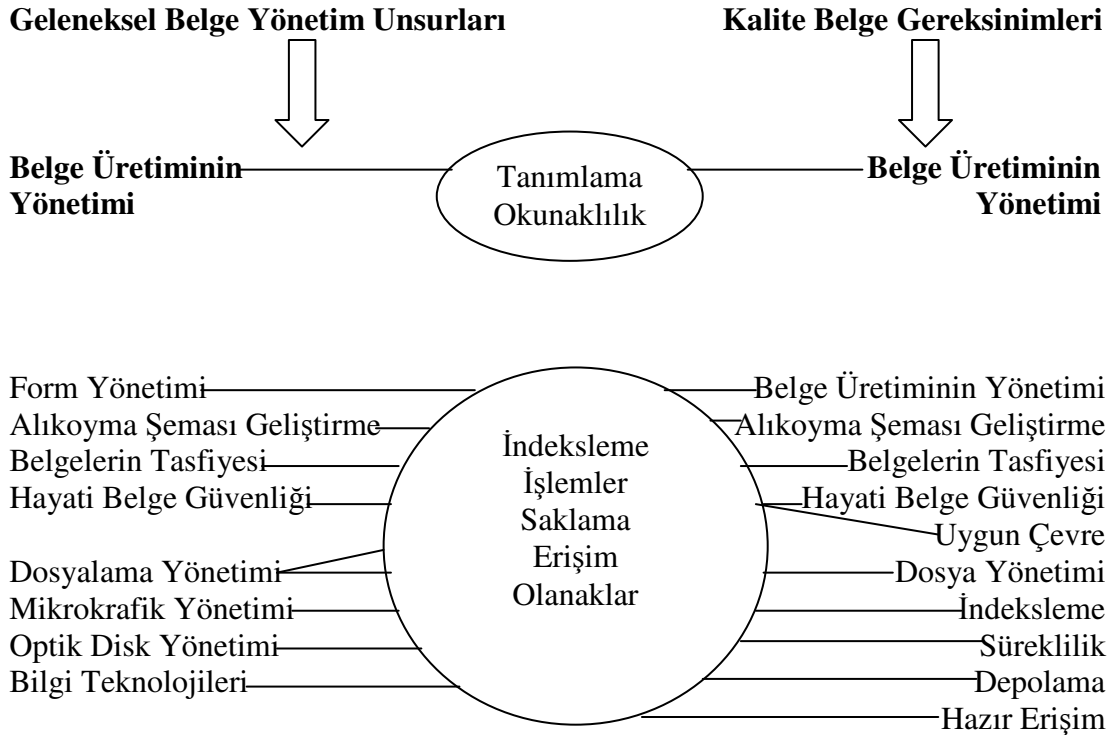 Geleneksel Belge Yönetim Unsurları
Kalite Belge Gereksinimleri
Belge Üretiminin
Yönetimi
Tanımlama
Okunaklılık
Belge Üretiminin
Yönetimi
Form Yönetimi
Alıkoyma Şeması Geliştirme
Belgelerin Tasfiyesi
Hayati Belge Güvenliği
Dosyalama Yönetimi
Mikrokrafik Yönetimi
Optik Disk Yönetimi
Bilgi Teknolojileri
İndeksleme
İşlemler
Saklama
Erişim
Olanaklar
Belge Üretiminin Yönetimi
Alıkoyma Şeması Geliştirme
Belgelerin Tasfiyesi
Hayati Belge Güvenliği
Uygun Çevre
Dosya Yönetimi
İndeksleme
Süreklilik
Depolama
Hazır Erişim